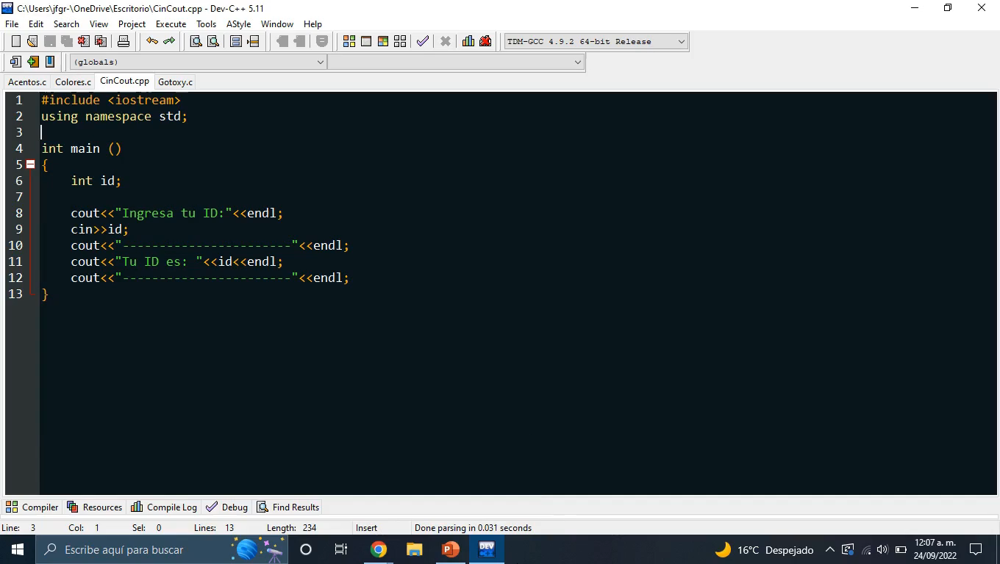 C:\Users\jfgr-\OneDrive\Escritorio\CinCout.cpp - Dev-C++ 5.11
File Edit Search View Project Execute Tools AStyle Window Help
TDM-GCC 4.9.2 64-bit Release
(globals)
Acentos.c Colores.c CinCout.cpp Gotoxy.c
1 #include <iostream>
2 using namespace std;
3
4 int main ()
5 {
6 int id;
7
8 cout<<"Ingresa tu ID:"<<endl;
9 cin>>id;
10 cout<<"-----------------------"<<endl;
11 cout<<"Tu ID es: "<<id<<endl;
12 cout<<"-----------------------"<<endl;
13 }
Compiler Resources Compile Log Debug Find Results
Line: 3 Col: 1 Sel: 0 Lines: 13 Length: 234 Insert Done parsing in 0.031 seconds
Escribe aquí para buscar
DEV
16°C Despejado
12:07 a. m.
24/09/2022